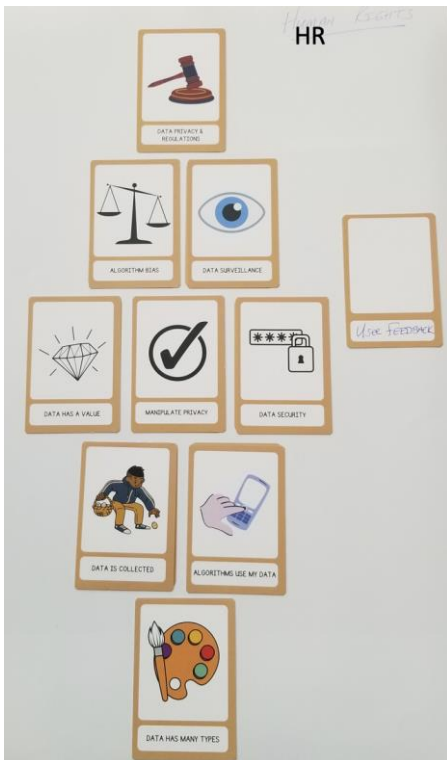 HUMAN RIGHTS
HR
DATA PRIVACY &
REGULATIONS
ALGORITHM BIAS
DATA SURVEILLANCE
USER FEEDBACK
DATA HAS A VALUE
MANIPULATE PRIVACY
****
DATA SECURITY
DATA IS COLLECTED
ALGORITHMS USE MY DATA
DATA HAS MANY TYPES